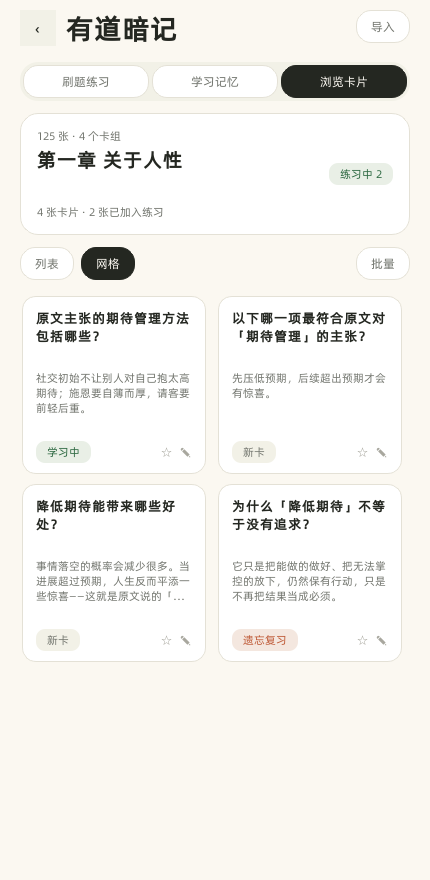 ‹ 有道暗记
导入
刷题练习 学习记忆 浏览卡片
125 张 · 4 个卡组
第一章 关于人性
练习中 2
4 张卡片 · 2 张已加入练习
列表 网格 批量
原文主张的期待管理方法
包括哪些？
社交初始不让别人对自己抱太高
期待；施恩要自薄而厚，请客要
前轻后重。
学习中
以下哪一项最符合原文对
「期待管理」的主张？
先压低预期，后续超出预期才会
有惊喜。
新卡
降低期待能带来哪些好
处？
事情落空的概率会减少很多。当
进展超过预期，人生反而平添一
些惊喜——这就是原文说的「…
新卡
为什么「降低期待」不等
于没有追求？
它只是把能做的做好、把无法掌
控的放下，仍然保有行动，只是
不再把结果当成必须。
遗忘复习